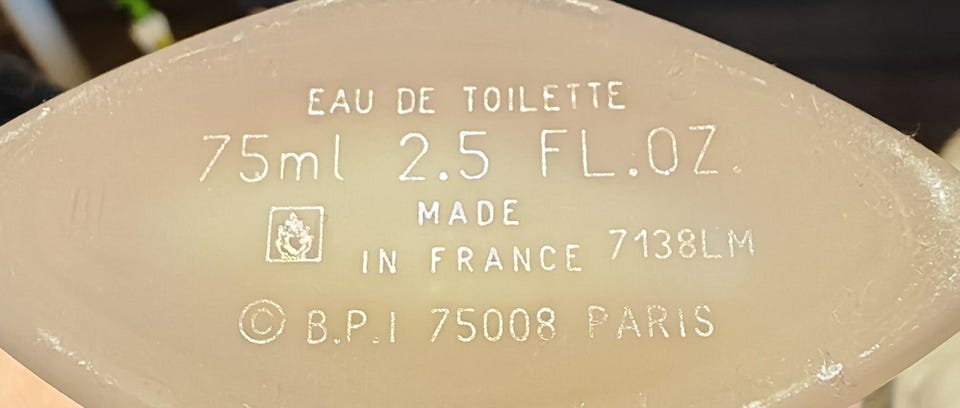 EAU DE TOILETTE
75ml 2.5 FL.OZ.
MADE
IN FRANCE 7138LM
© B.P.I 75008 PARIS